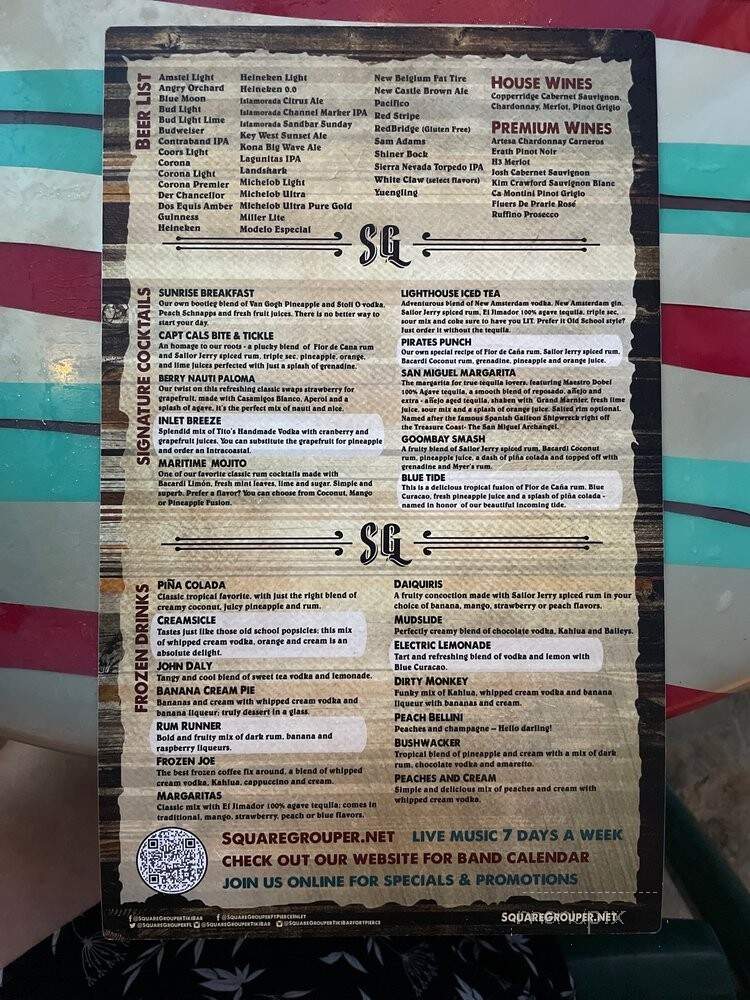 BEER LIST
Amstel Light
Angry Orchard
Blue Moon
Bud Light
Bud Light Lime
Budweiser
Contraband IPA
Coors Light
Corona
Corona Light
Corona Premier
Der Chancellor
Dos Equis Amber
Guinness
Heineken
Heineken Light
Heineken 0.0
Islamorada Citrus Ale
Islamorada Channel Marker IPA
Islamorada Sandbar Sunday
Key West Sunset Ale
Kona Big Wave Ale
Lagunitas IPA
Landshark
Michelob Light
Michelob Ultra
Michelob Ultra Pure Gold
Miller Lite
Modelo Especial
New Belgium Fat Tire
New Castle Brown Ale
Pacifico
Red Stripe
RedBridge (Gluten Free)
Sam Adams
Shiner Bock
Sierra Nevada Torpedo IPA
White Claw (select flavors)
Yuengling
HOUSE WINES
Copperridge Cabernet Sauvignon,
Chardonnay, Merlot, Pinot Grigio
PREMIUM WINES
Artesa Chardonnay Carneros
Erath Pinot Noir
H3 Merlot
Josh Cabernet Sauvignon
Kim Crawford Sauvignon Blanc
Ca Montini Pinot Grigio
Fluers De Prarie Rosé
Ruffino Prosecco
SG
SIGNATURE COCKTAILS
SUNRISE BREAKFAST
Our own bootleg blend of Van Gogh Pineapple and Stoli O vodka,
Peach Schnapps and fresh fruit juices. There is no better way to
start your day.
CAPT CALS BITE & TICKLE
An homage to our roots - a plucky blend of Flor de Cana rum
and Sailor Jerry spiced rum, triple sec, pineapple, orange,
and lime juices perfected with just a splash of grenadine.
BERRY NAUTI PALOMA
Our twist on this refreshing classic swaps strawberry for
grapefruit, made with Casamigos Blanco, Aperol and a
splash of agave, it's the perfect mix of nauti and nice.
INLET BREEZE
Splendid mix of Tito's Handmade Vodka with cranberry and
grapefruit juices. You can substitute the grapefruit for pineapple
and order an Intracoastal.
MARITIME MOJITO
One of our favorite classic rum cocktails made with
Bacardi Limón, fresh mint leaves, lime and sugar. Simple and
superb. Prefer a flavor? You can choose from Coconut, Mango
or Pineapple Fusion.
LIGHTHOUSE ICED TEA
Adventurous blend of New Amsterdam vodka, New Amsterdam gin,
Sailor Jerry spiced rum, El Jimador 100% agave tequila, triple sec,
sour mix and coke sure to have you LIT. Prefer it Old School style?
Just order it without the tequila.
PIRATES PUNCH
Our own special recipe of Flor de Caña rum, Sailor Jerry spiced rum,
Bacardi Coconut rum, grenadine, pineapple and orange juice.
SAN MIGUEL MARGARITA
The margarita for true tequila lovers, featuring Maestro Dobel
100% Agave tequila, a smooth blend of reposado, añejo and
extra - añejo aged tequila, shaken with Grand Marnier, fresh lime
juice, sour mix and a splash of orange juice. Salted rim optional.
Named after the famous Spanish Galleon Shipwreck right off
the Treasure Coast- The San Miguel Archangel.
GOOMBAY SMASH
A fruity blend of Sailor Jerry spiced rum, Bacardi Coconut
rum, pineapple juice, a dash of piña colada and topped off with
grenadine and Myer's rum.
BLUE TIDE
This is a delicious tropical fusion of Flor de Caña rum, Blue
Curacao, fresh pineapple juice and a splash of piña colada -
named in honor of our beautiful incoming tide.
SG
FROZEN DRINKS
PIÑA COLADA
Classic tropical favorite, with just the right blend of
creamy coconut, juicy pineapple and rum.
CREAMSICLE
Tastes just like those old school popsicles; this mix
of whipped cream vodka, orange and cream is an
absolute delight.
JOHN DALY
Tangy and cool blend of sweet tea vodka and lemonade.
BANANA CREAM PIE
Bananas and cream with whipped cream vodka and
banana liqueur; truly dessert in a glass.
RUM RUNNER
Bold and fruity mix of dark rum, banana and
raspberry liqueurs.
FROZEN JOE
The best frozen coffee fix around, a blend of whipped
cream vodka, Kahlua, cappuccino and cream.
MARGARITAS
Classic mix with El Jimador 100% agave tequila; comes in
traditional, mango, strawberry, peach or blue flavors.
DAIQUIRIS
A fruity concoction made with Sailor Jerry spiced rum in your
choice of banana, mango, strawberry or peach flavors.
MUDSLIDE
Perfectly creamy blend of chocolate vodka, Kahlua and Baileys.
ELECTRIC LEMONADE
Tart and refreshing blend of vodka and lemon with
Blue Curacao.
DIRTY MONKEY
Funky mix of Kahlua, whipped cream vodka and banana
liqueur with bananas and cream.
PEACH BELLINI
Peaches and champagne – Hello darling!
BUSHWACKER
Tropical blend of pineapple and cream with a mix of dark
rum, chocolate vodka and amaretto.
PEACHES AND CREAM
Simple and delicious mix of peaches and cream with
whipped cream vodka.
SQUAREGROUPER.NET LIVE MUSIC 7 DAYS A WEEK
CHECK OUT OUR WEBSITE FOR BAND CALENDAR
JOIN US ONLINE FOR SPECIALS & PROMOTIONS
@SQUAREGROUPERTIKIBAR @SQUAREGROUPERFTPIERCEINLET
@SQUAREGROUPERFL @SQUAREGROUPERTIKIBARFORTPIERCE
SQUAREGROUPER.NET